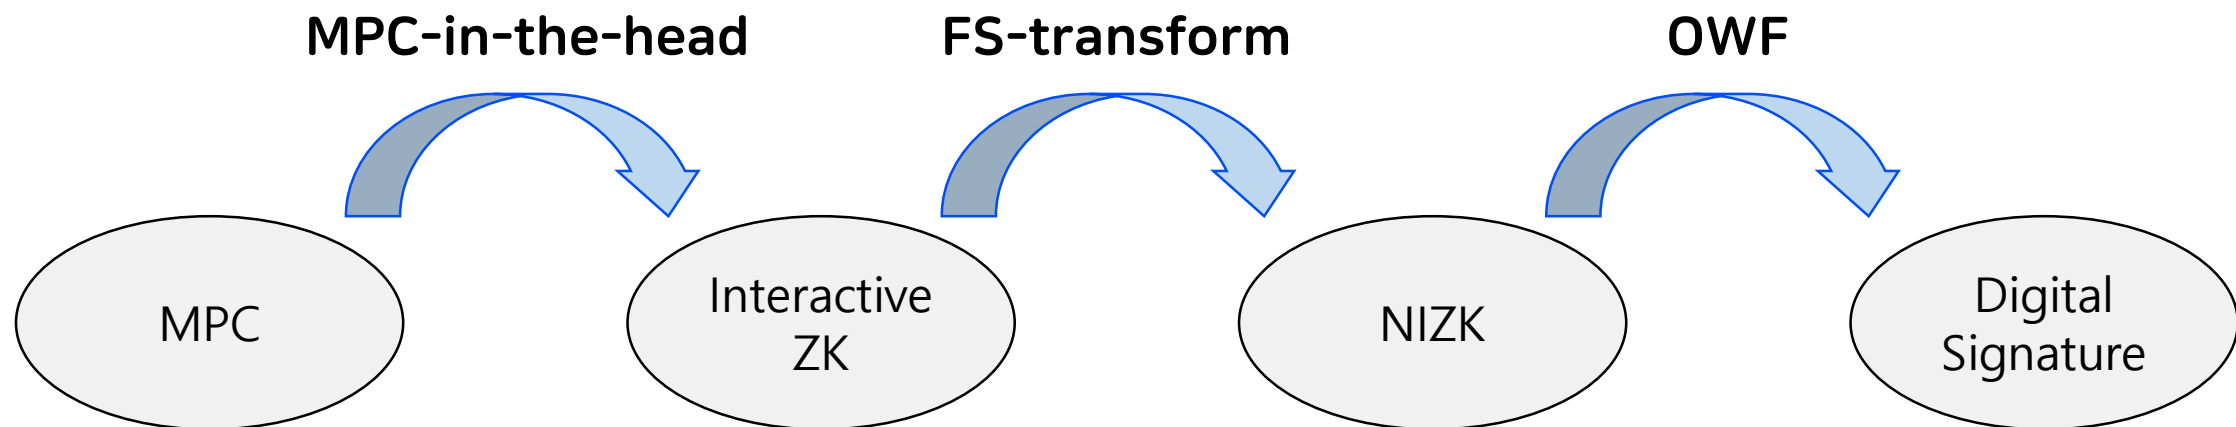 MPC-in-the-head
FS-transform
OWF
MPC
Interactive
ZK
NIZK
Digital
Signature